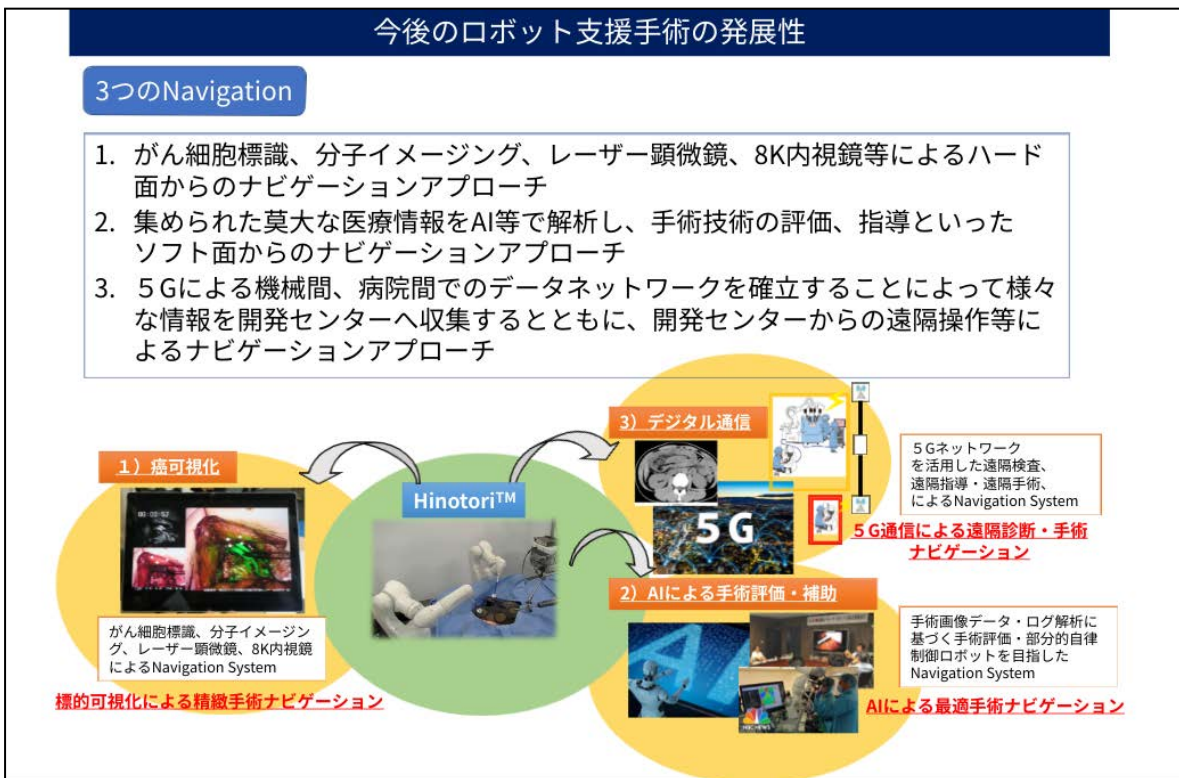 今後のロボット支援手術の発展性
3つのNavigation
1. がん細胞標識、分子イメージング、レーザー顕微鏡、8K内視鏡等によるハード
面からのナビゲーションアプローチ
2. 集められた莫大な医療情報をAI等で解析し、手術技術の評価、指導といった
ソフト面からのナビゲーションアプローチ
3. ５Gによる機械間、病院間でのデータネットワークを確立することによって様々
な情報を開発センターへ収集するとともに、開発センターからの遠隔操作等に
よるナビゲーションアプローチ
3）デジタル通信
1）癌可視化
Hinotori™
5G
５Gネットワーク
を活用した遠隔検査、
遠隔指導・遠隔手術、
によるNavigation System
５G通信による遠隔診断・手術
ナビゲーション
2）AIによる手術評価・補助
がん細胞標識、分子イメージン
グ、レーザー顕微鏡、8K内視鏡
によるNavigation System
標的可視化による精緻手術ナビゲーション
手術画像データ・ログ解析に
基づく手術評価・部分的自律
制御ロボットを目指した
Navigation System
AIによる最適手術ナビゲーション
NBC NEWS